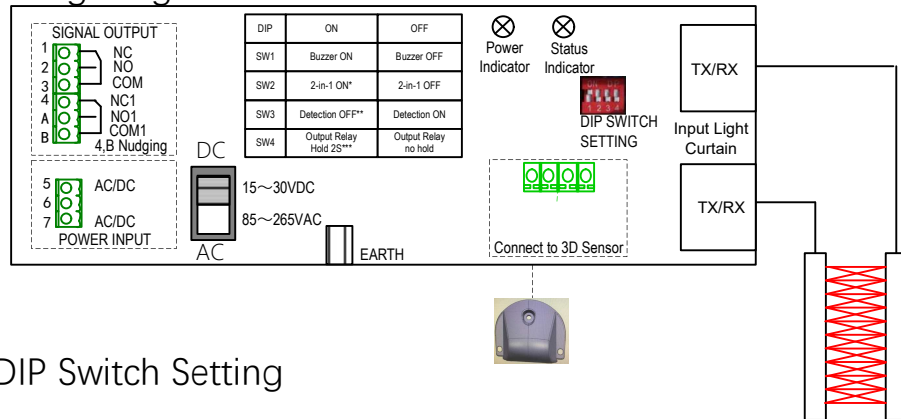 SIGNAL OUTPUT
1
2
3
4
A
B
NC
NO
COM
NC1
NO1
COM1
4,B Nudging
5
6
7
AC/DC
AC/DC
POWER INPUT
DC
AC
15~30VDC
85~265VAC
EARTH
DIP ON OFF
SW1 Buzzer ON Buzzer OFF
SW2 2-in-1 ON* 2-in-1 OFF
SW3 Detection OFF** Detection ON
SW4 Output Relay Hold 2S*** Output Relay no hold
Power
Indicator
Status
Indicator
1 2 3 4
DIP SWITCH
SETTING
Connect to 3D Sensor
TX/RX
Input Light
Curtain
TX/RX
DIP Switch Setting